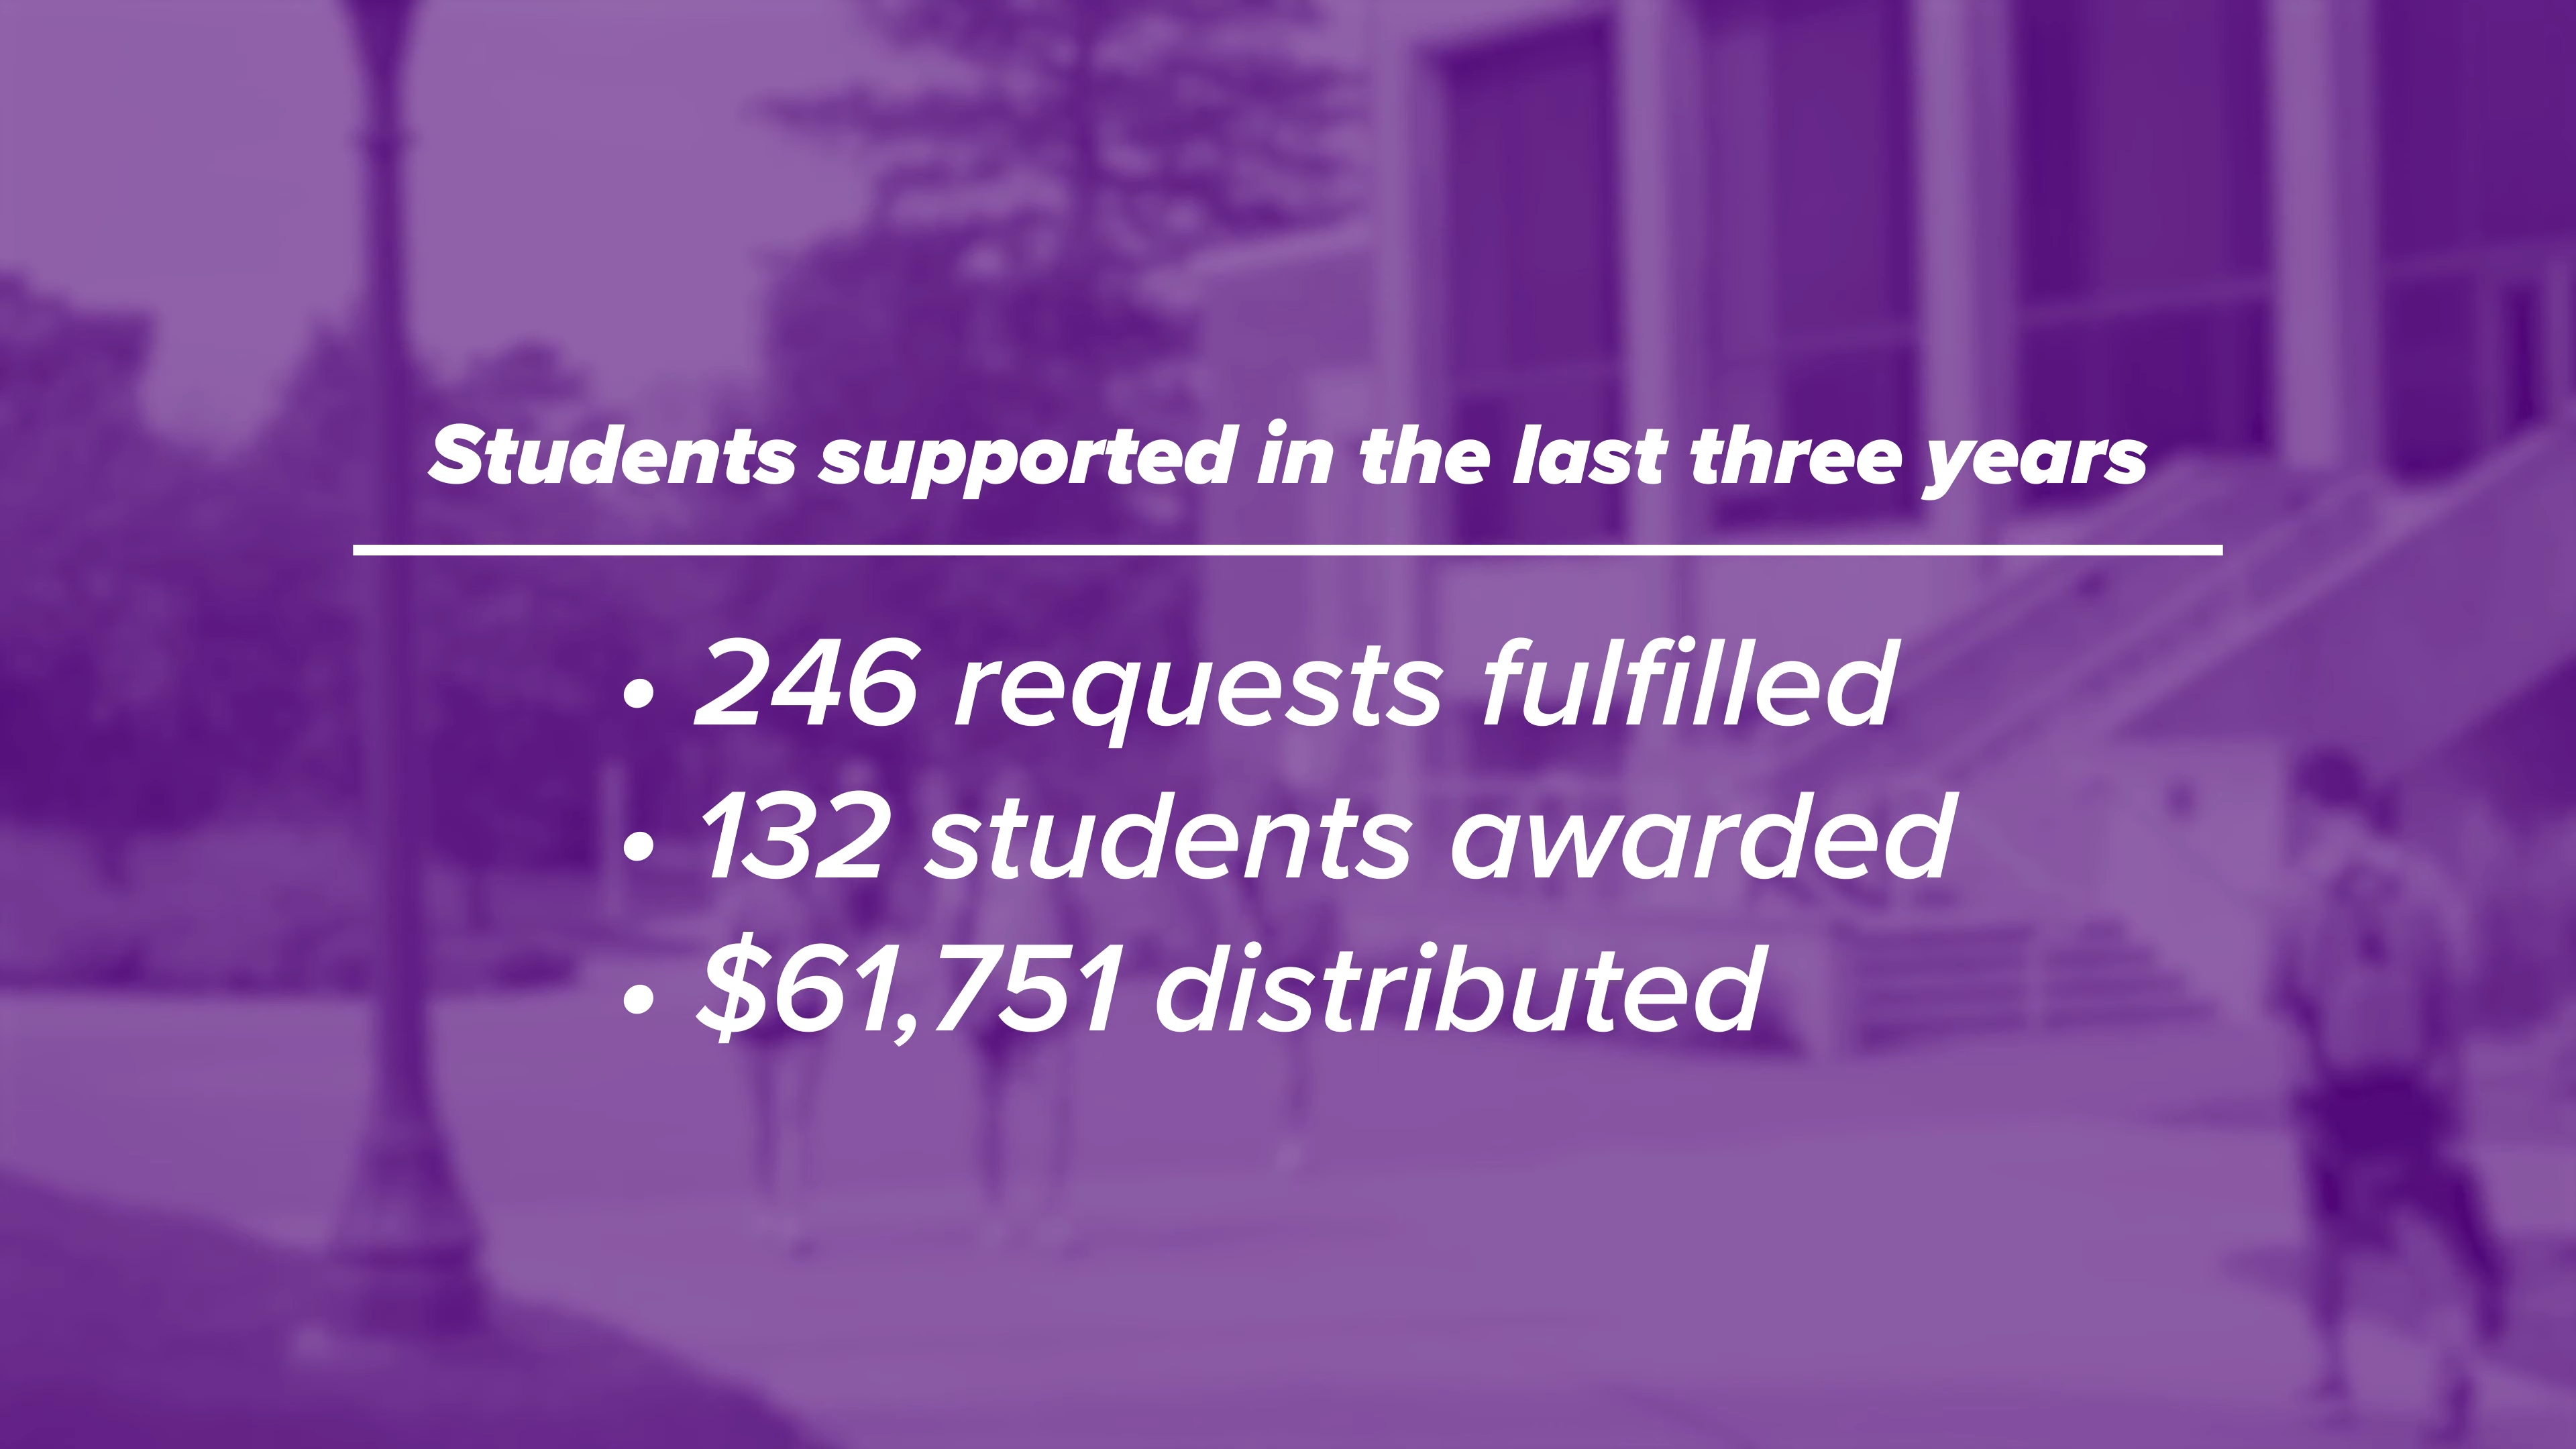 Students supported in the last three years
• 246 requests fulfilled
• 132 students awarded
• $61,751 distributed